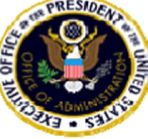 EXECUTIVE OFFICE OF THE PRESIDENT OF THE UNITED STATES
OFFICE OF ADMINISTRATION